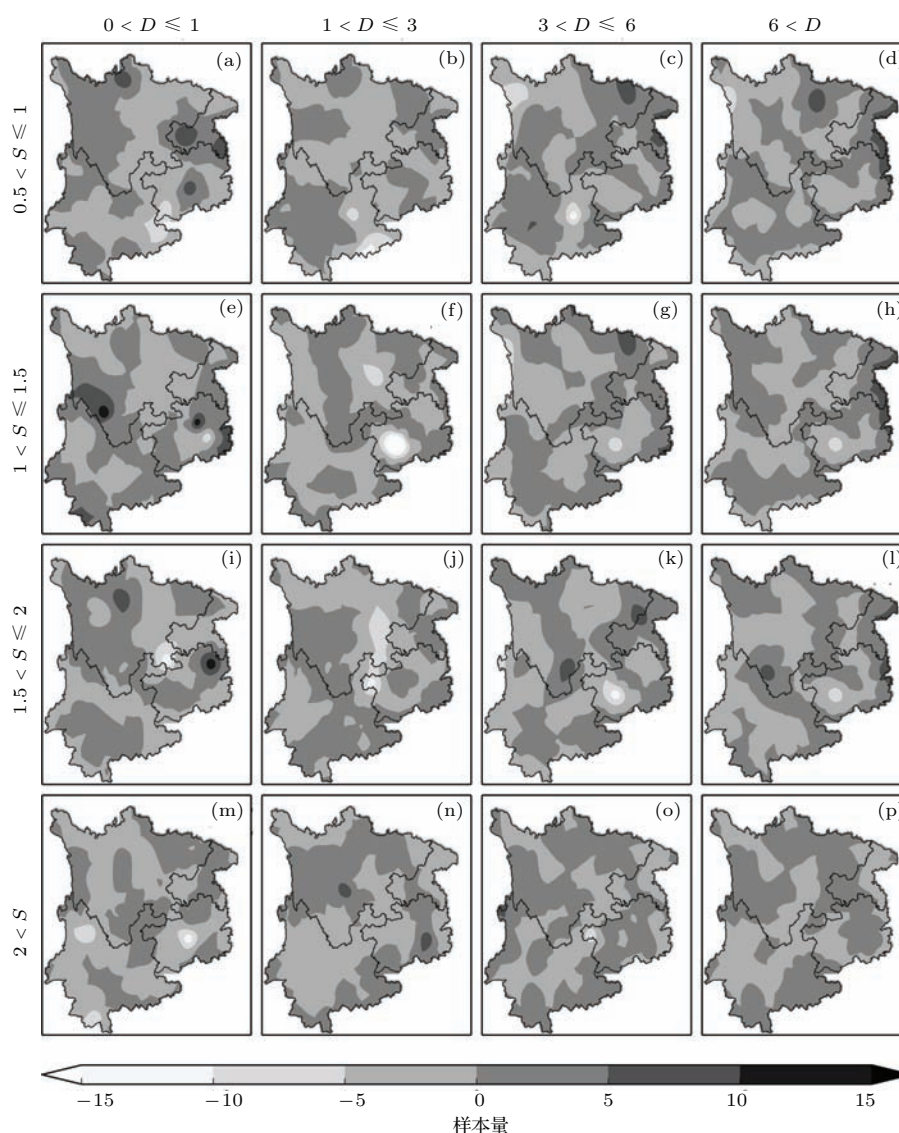 0 < D ⩽ 1 1 < D ⩽ 3 3 < D ⩽ 6 6 < D
0.5 < S ⩽ 1
(a) (b) (c) (d)
1 < S ⩽ 1.5
(e) (f) (g) (h)
1.5 < S ⩽ 2
(i) (j) (k) (l)
2 < S
(m) (n) (o) (p)
−15 −10 −5 0 5 10 15
样本量